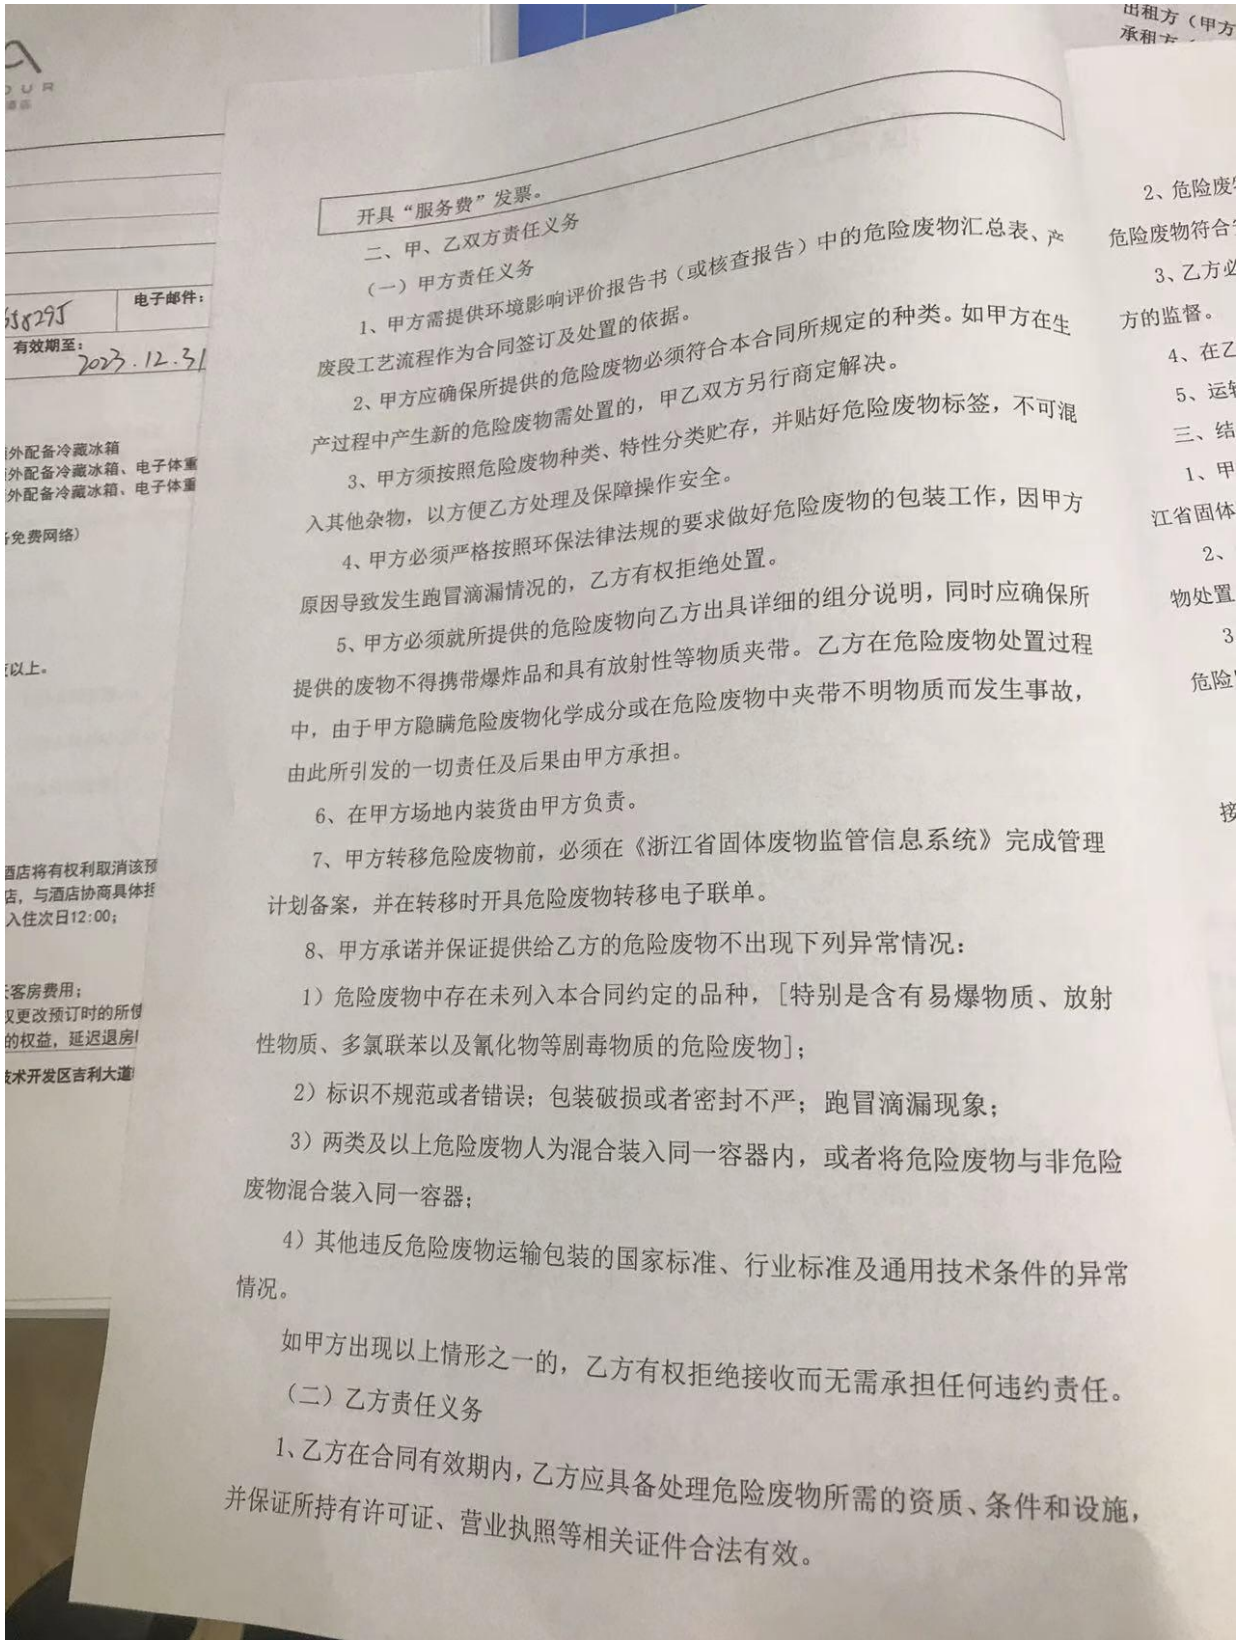 开具“服务费”发票。
二、甲、乙双方责任义务
（一）甲方责任义务
1、甲方需提供环境影响评价报告书（或核查报告）中的危险废物汇总表、产
废段工艺流程作为合同签订及处置的依据。
2、甲方应确保所提供的危险废物必须符合本合同所规定的种类。如甲方在生
产过程中产生新的危险废物需处置的，甲乙双方另行商定解决。
3、甲方须按照危险废物种类、特性分类贮存，并贴好危险废物标签，不可混
入其他杂物，以方便乙方处理及保障操作安全。
4、甲方必须严格按照环保法律法规的要求做好危险废物的包装工作，因甲方
原因导致发生跑冒滴漏情况的，乙方有权拒绝处置。
5、甲方必须就所提供的危险废物向乙方出具详细的组分说明，同时应确保所
提供的废物不得携带爆炸品和具有放射性等物质夹带。乙方在危险废物处置过程
中，由于甲方隐瞒危险废物化学成分或在危险废物中夹带不明物质而发生事故，
由此所引发的一切责任及后果由甲方承担。
6、在甲方场地内装货由甲方负责。
7、甲方转移危险废物前，必须在《浙江省固体废物监管信息系统》完成管理
计划备案，并在转移时开具危险废物转移电子联单。
8、甲方承诺并保证提供给乙方的危险废物不出现下列异常情况：
1）危险废物中存在未列入本合同约定的品种，[特别是含有易爆物质、放射
性物质、多氯联苯以及氰化物等剧毒物质的危险废物]；
2）标识不规范或者错误；包装破损或者密封不严；跑冒滴漏现象；
3）两类及以上危险废物人为混合装入同一容器内，或者将危险废物与非危险
废物混合装入同一容器；
4）其他违反危险废物运输包装的国家标准、行业标准及通用技术条件的异常
情况。
如甲方出现以上情形之一的，乙方有权拒绝接收而无需承担任何违约责任。
（二）乙方责任义务
1、乙方在合同有效期内，乙方应具备处理危险废物所需的资质、条件和设施，
并保证所持有许可证、营业执照等相关证件合法有效。
电子邮件：
有效期至：
2023.12.31
外配备冷藏冰箱
外配备冷藏冰箱、电子体重
外配备冷藏冰箱、电子体重
免费网络）
以上。
酒店将有权利取消该预
店，与酒店协商具体担
入住次日12:00；
客房费用；
权更改预订时的所使
的权益，延迟退房
技术开发区吉利大道
出租方（甲方
承租方
2、危险废
危险废物符合
3、乙方必
方的监督。
4、在乙
5、运输
三、结
1、甲
江省固体
2、
物处置
3
危险
接